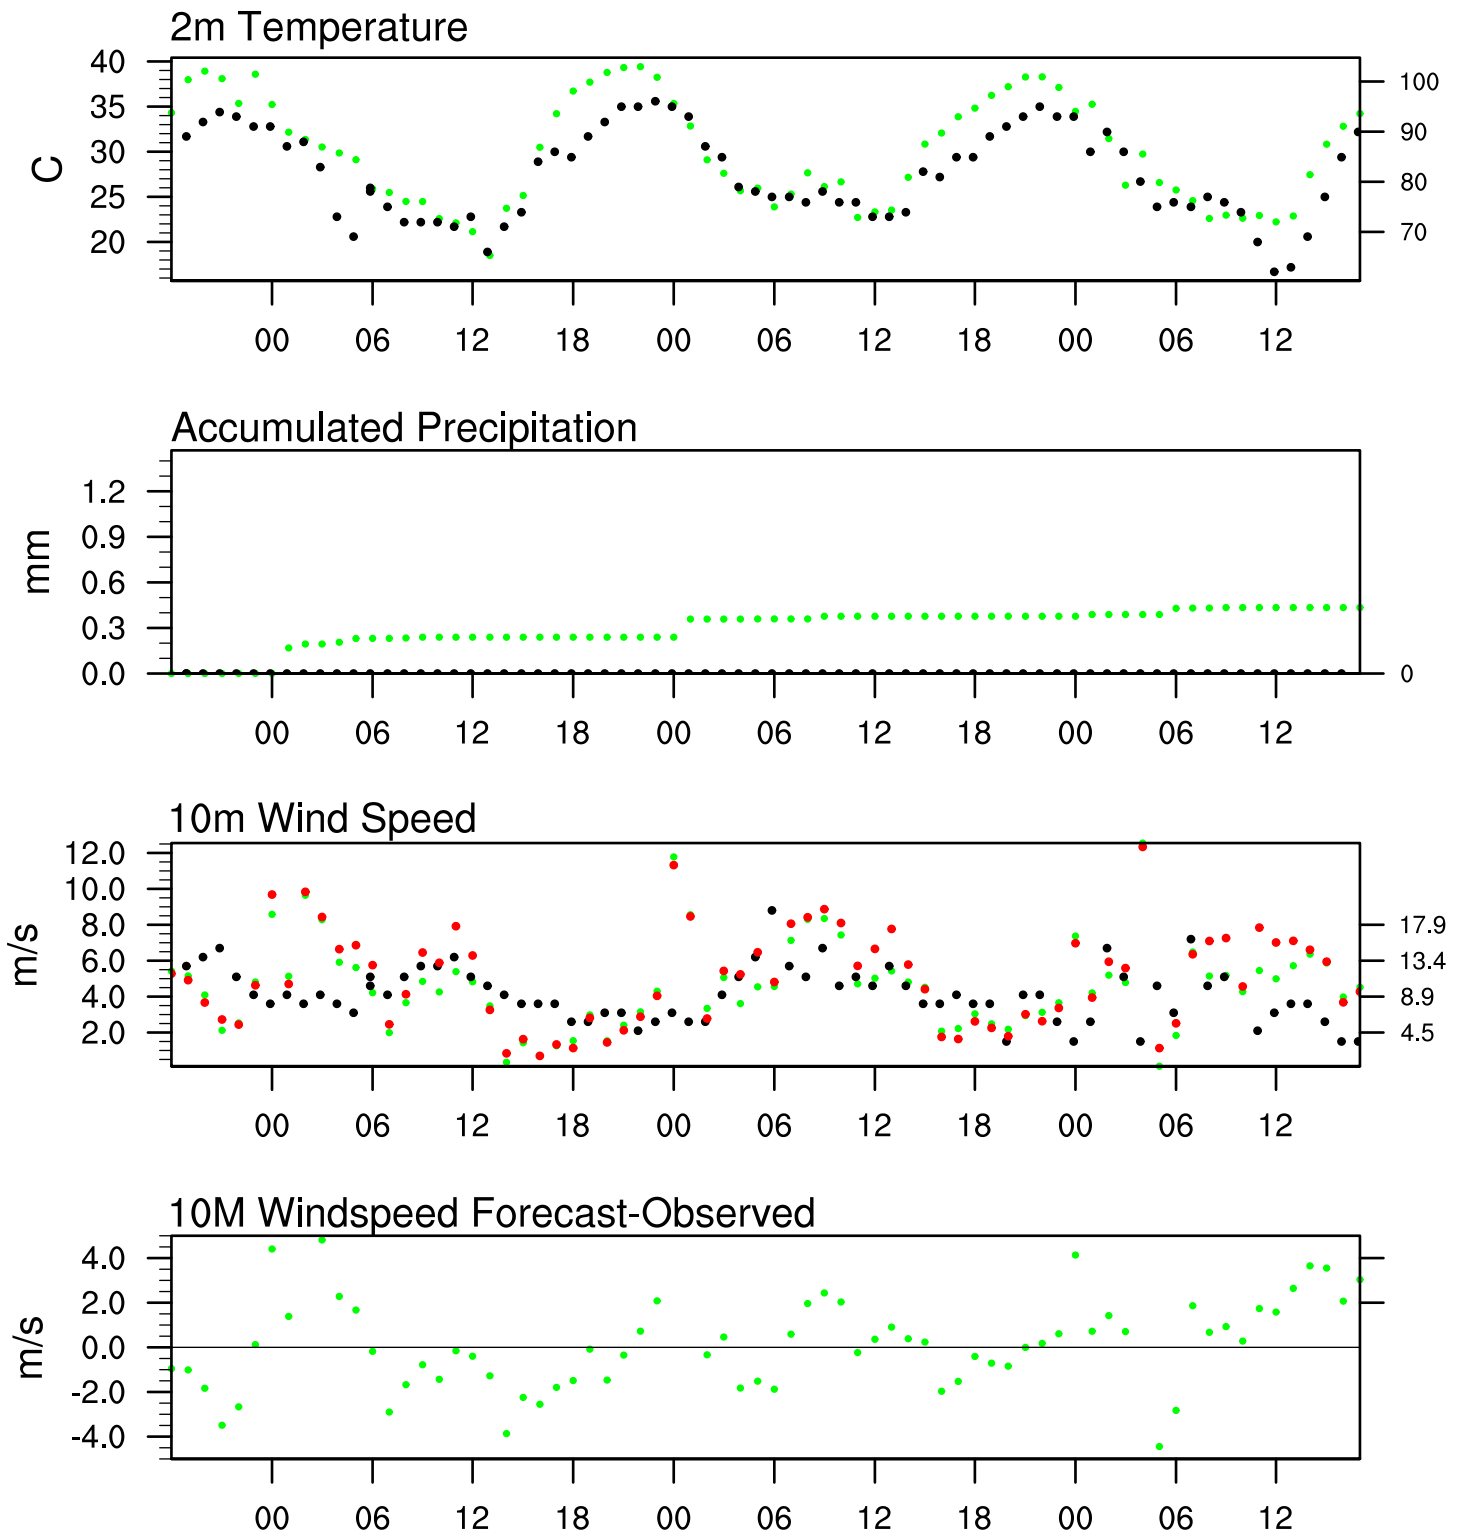 2m Temperature
40
35
30
25
20
C
100
90
80
70
00 06 12 18 00 06 12 18 00 06 12
Accumulated Precipitation
1.2
0.9
0.6
0.3
0.0
mm
0
00 06 12 18 00 06 12 18 00 06 12
10m Wind Speed
12.0
10.0
8.0
6.0
4.0
2.0
m/s
17.9
13.4
8.9
4.5
00 06 12 18 00 06 12 18 00 06 12
10M Windspeed Forecast-Observed
4.0
2.0
0.0
-2.0
-4.0
m/s
00 06 12 18 00 06 12 18 00 06 12